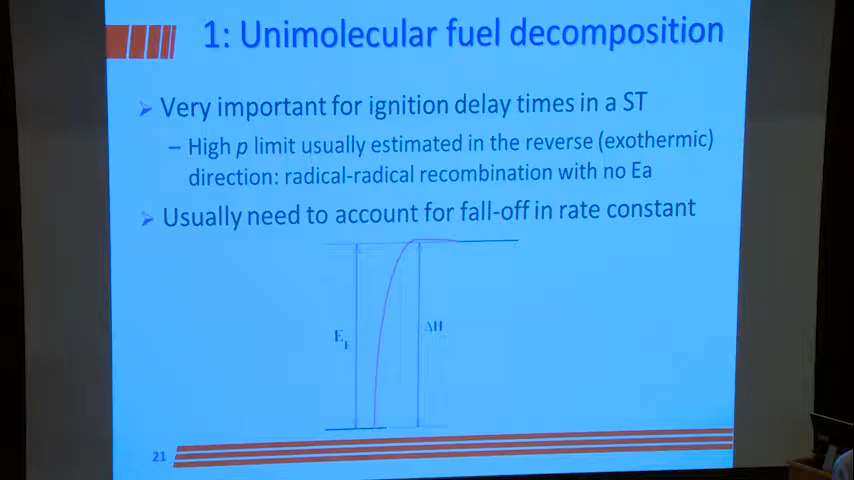 1: Unimolecular fuel decomposition
➢ Very important for ignition delay times in a ST
– High p limit usually estimated in the reverse (exothermic)
direction: radical-radical recombination with no Ea
➢ Usually need to account for fall-off in rate constant
E ΔH
21